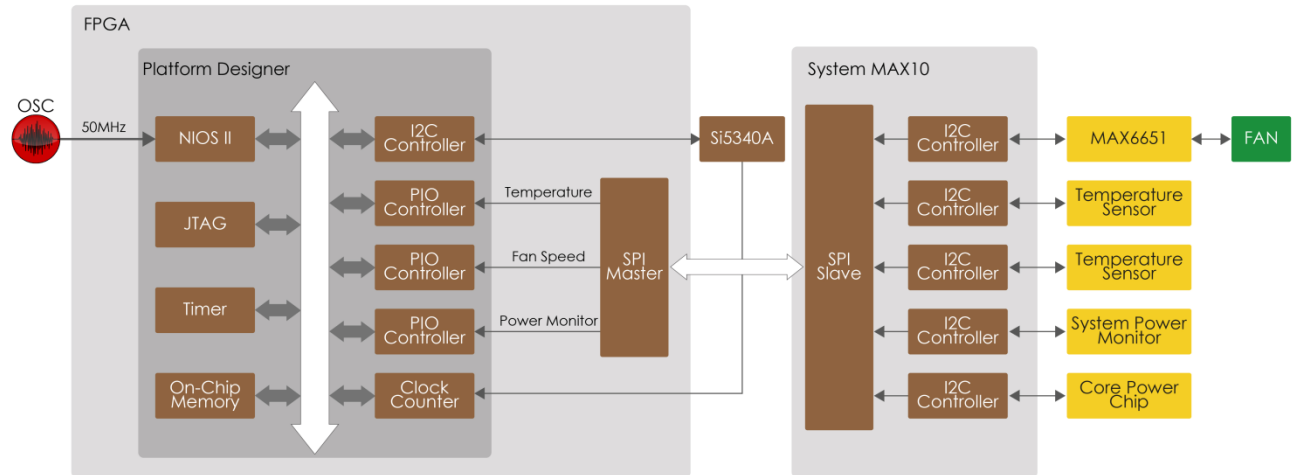 FPGA
Platform Designer
System MAX10
OSC
50MHz
NIOS II
I2C
Controller
Si5340A
I2C
Controller
MAX6651
FAN
JTAG
PIO
Controller
Temperature
I2C
Controller
Temperature
Sensor
PIO
Controller
Fan Speed
SPI
Master
SPI
Slave
I2C
Controller
Temperature
Sensor
Timer
PIO
Controller
Power Monitor
I2C
Controller
System Power
Monitor
On-Chip
Memory
Clock
Counter
I2C
Controller
Core Power
Chip